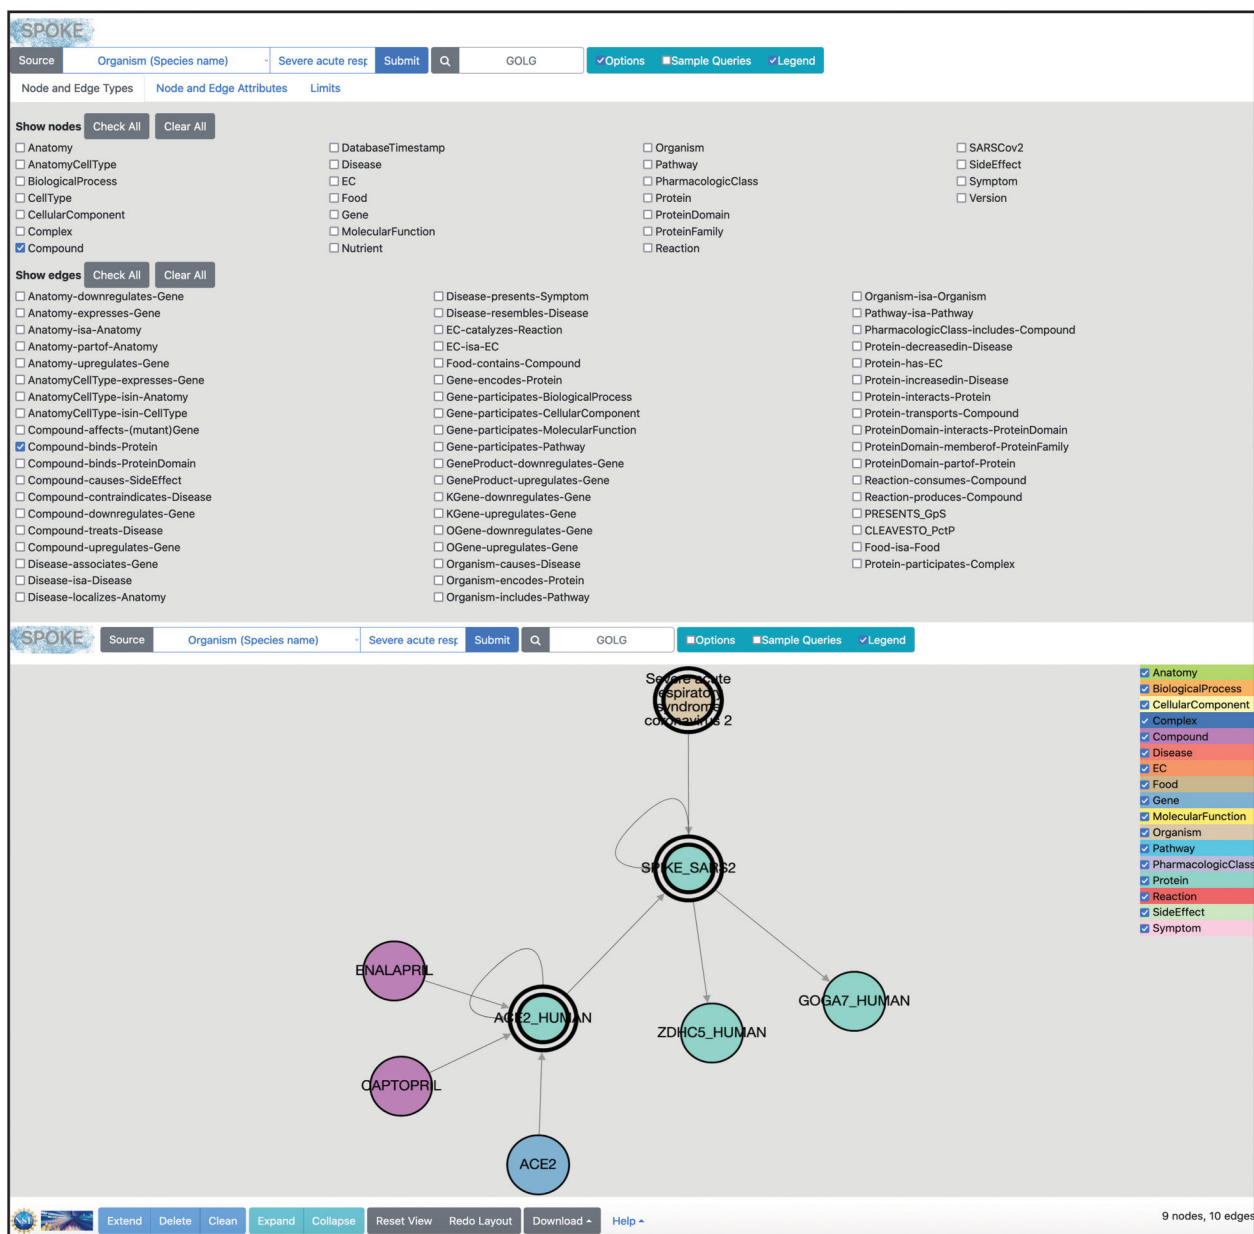 SPOKE
Source Organism (Species name) Severe acute resp Submit GOLG Options Sample Queries Legend
Node and Edge Types Node and Edge Attributes Limits
Show nodes Check All Clear All
Anatomy DatabaseTimestamp Organism SARSCov2
AnatomyCellType Disease Pathway SideEffect
BiologicalProcess EC PharmacologicClass Symptom
CellType Food Protein Version
CellularComponent Gene ProteinDomain
Complex MolecularFunction ProteinFamily
Compound Nutrient Reaction
Show edges Check All Clear All
Anatomy-downregulates-Gene Disease-presents-Symptom Organism-isa-Organism
Anatomy-expresses-Gene Disease-resembles-Disease Pathway-isa-Pathway
Anatomy-isa-Anatomy EC-catalyzes-Reaction PharmacologicClass-includes-Compound
Anatomy-partof-Anatomy EC-isa-EC Protein-decreasedin-Disease
Anatomy-upregulates-Gene Food-contains-Compound Protein-has-EC
AnatomyCellType-expresses-Gene Gene-encodes-Protein Protein-increasedin-Disease
AnatomyCellType-isin-Anatomy Gene-participates-BiologicalProcess Protein-interacts-Protein
AnatomyCellType-isin-CellType Gene-participates-CellularComponent Protein-transports-Compound
Compound-affects-(mutant)Gene Gene-participates-MolecularFunction ProteinDomain-interacts-ProteinDomain
Compound-binds-Protein Gene-participates-Pathway ProteinDomain-memberof-ProteinFamily
Compound-binds-ProteinDomain GeneProduct-downregulates-Gene ProteinDomain-partof-Protein
Compound-causes-SideEffect GeneProduct-upregulates-Gene Reaction-consumes-Compound
Compound-contraindicates-Disease KGene-downregulates-Gene Reaction-produces-Compound
Compound-downregulates-Gene KGene-upregulates-Gene PRESENTS_GpS
Compound-treats-Disease OGene-downregulates-Gene CLEAVESTO_PctP
Compound-upregulates-Gene OGene-upregulates-Gene Food-isa-Food
Disease-associates-Gene Organism-causes-Disease Protein-participates-Complex
Disease-isa-Disease Organism-encodes-Protein
Disease-localizes-Anatomy Organism-includes-Pathway
SPOKE Source Organism (Species name) Severe acute resp Submit GOLG Options Sample Queries Legend
Severe acute
respiratory
syndrome
coronavirus 2
SPIKE_SARS2
ENALAPRIL
ACE2_HUMAN
GOGA7_HUMAN
ZDHC5_HUMAN
CAPTOPRIL
ACE2
Anatomy
BiologicalProcess
CellularComponent
Complex
Compound
Disease
EC
Food
Gene
MolecularFunction
Organism
Pathway
PharmacologicClass
Protein
Reaction
SideEffect
Symptom
NSF Extend Delete Clean Expand Collapse Reset View Redo Layout Download Help 9 nodes, 10 edges